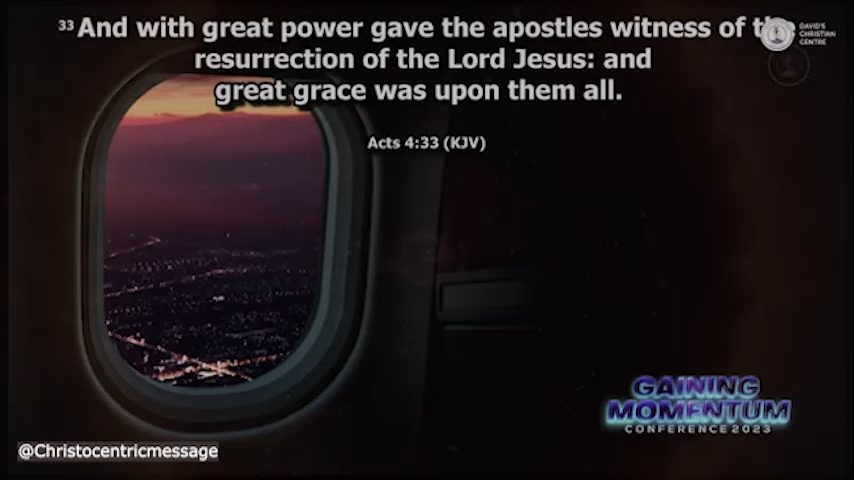 33 And with great power gave the apostles witness of the
resurrection of the Lord Jesus: and
great grace was upon them all.
Acts 4:33 (KJV)
DAVID'S
CHRISTIAN
CENTRE
GAINING
MOMENTUM
CONFERENCE 2023
@Christocentricmessage